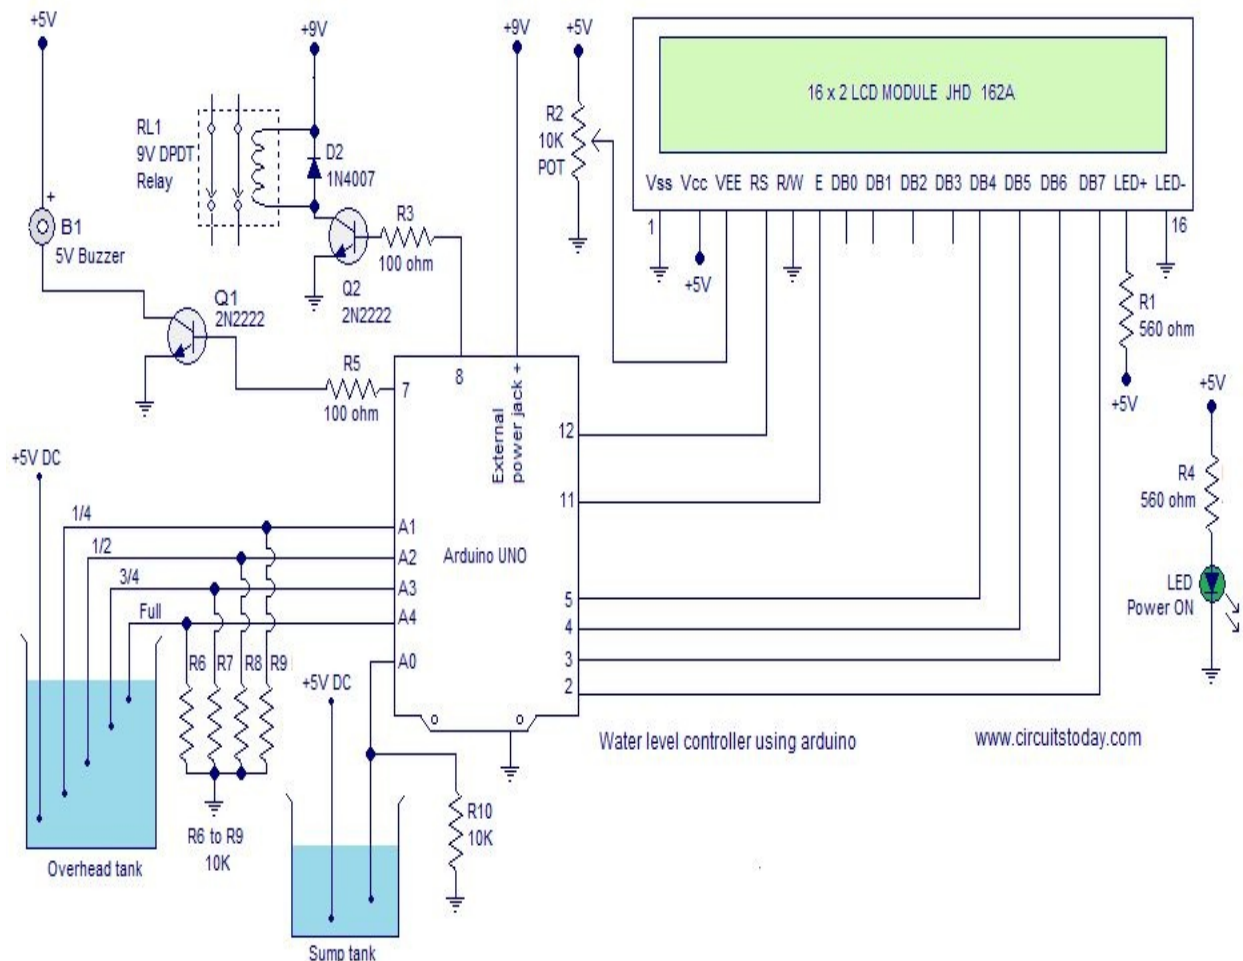 +5V
+9V
+9V
+5V
16 x 2 LCD MODULE JHD 162A
RL1
9V DPDT
Relay
D2
1N4007
R2
10K
POT
Vss Vcc VEE RS R/W E DB0 DB1 DB2 DB3 DB4 DB5 DB6 DB7 LED+ LED-
1
16
+
B1
5V Buzzer
R3
100 ohm
+5V
Q2
2N2222
Q1
2N2222
R1
560 ohm
+5V
R5
100 ohm
7
8
External
power jack +
12
11
+5V
R4
560 ohm
LED
Power ON
+5V DC
1/4
1/2
3/4
Full
A1
A2
A3
A4
A0
Arduino UNO
5
4
3
2
R6
R7
R8
R9
+5V DC
Water level controller using arduino
www.circuitstoday.com
R6 to R9
10K
R10
10K
Overhead tank
Sump tank